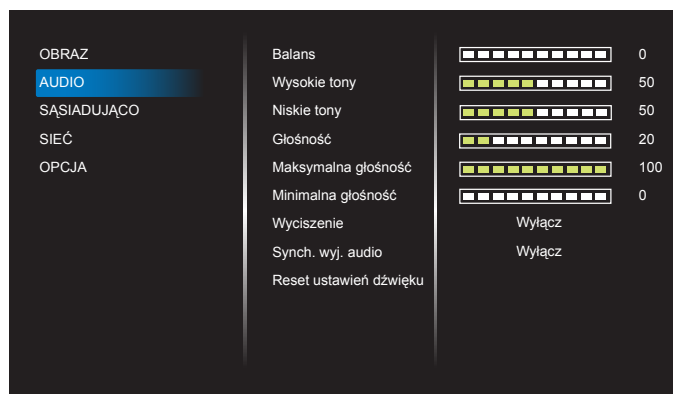 OBRAZ
AUDIO
SĄSIADUJĄCO
SIEĆ
OPCJA
Balans 0
Wysokie tony 50
Niskie tony 50
Głośność 20
Maksymalna głośność 100
Minimalna głośność 0
Wyciszenie Wyłącz
Synch. wyj. audio Wyłącz
Reset ustawień dźwięku